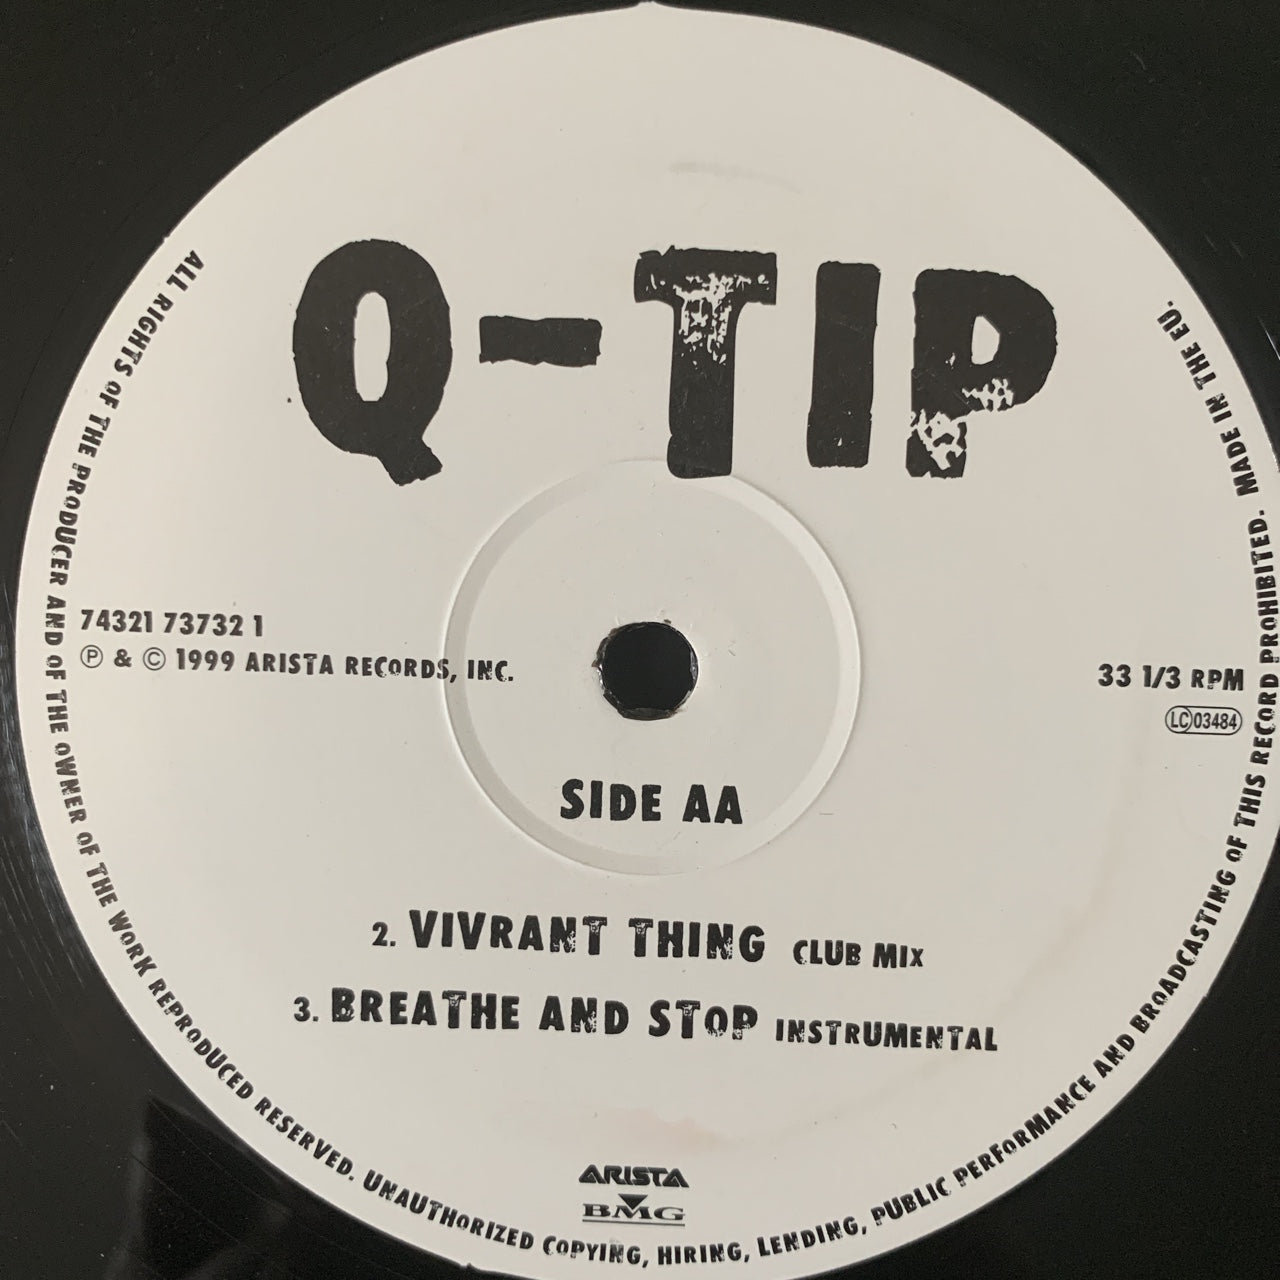 Q-TIP
74321 73732 1
Ⓟ & © 1999 ARISTA RECORDS, INC.
33 1/3 RPM
LC 03484
SIDE AA
2. VIVRANT THING CLUB MIX
3. BREATHE AND STOP INSTRUMENTAL
ARISTA
BMG
ALL RIGHTS OF THE PRODUCER AND OF THE OWNER OF THE WORK REPRODUCED RESERVED. UNAUTHORIZED COPYING, HIRING, LENDING, PUBLIC PERFORMANCE AND BROADCASTING OF THIS RECORD PROHIBITED. MADE IN THE EU.